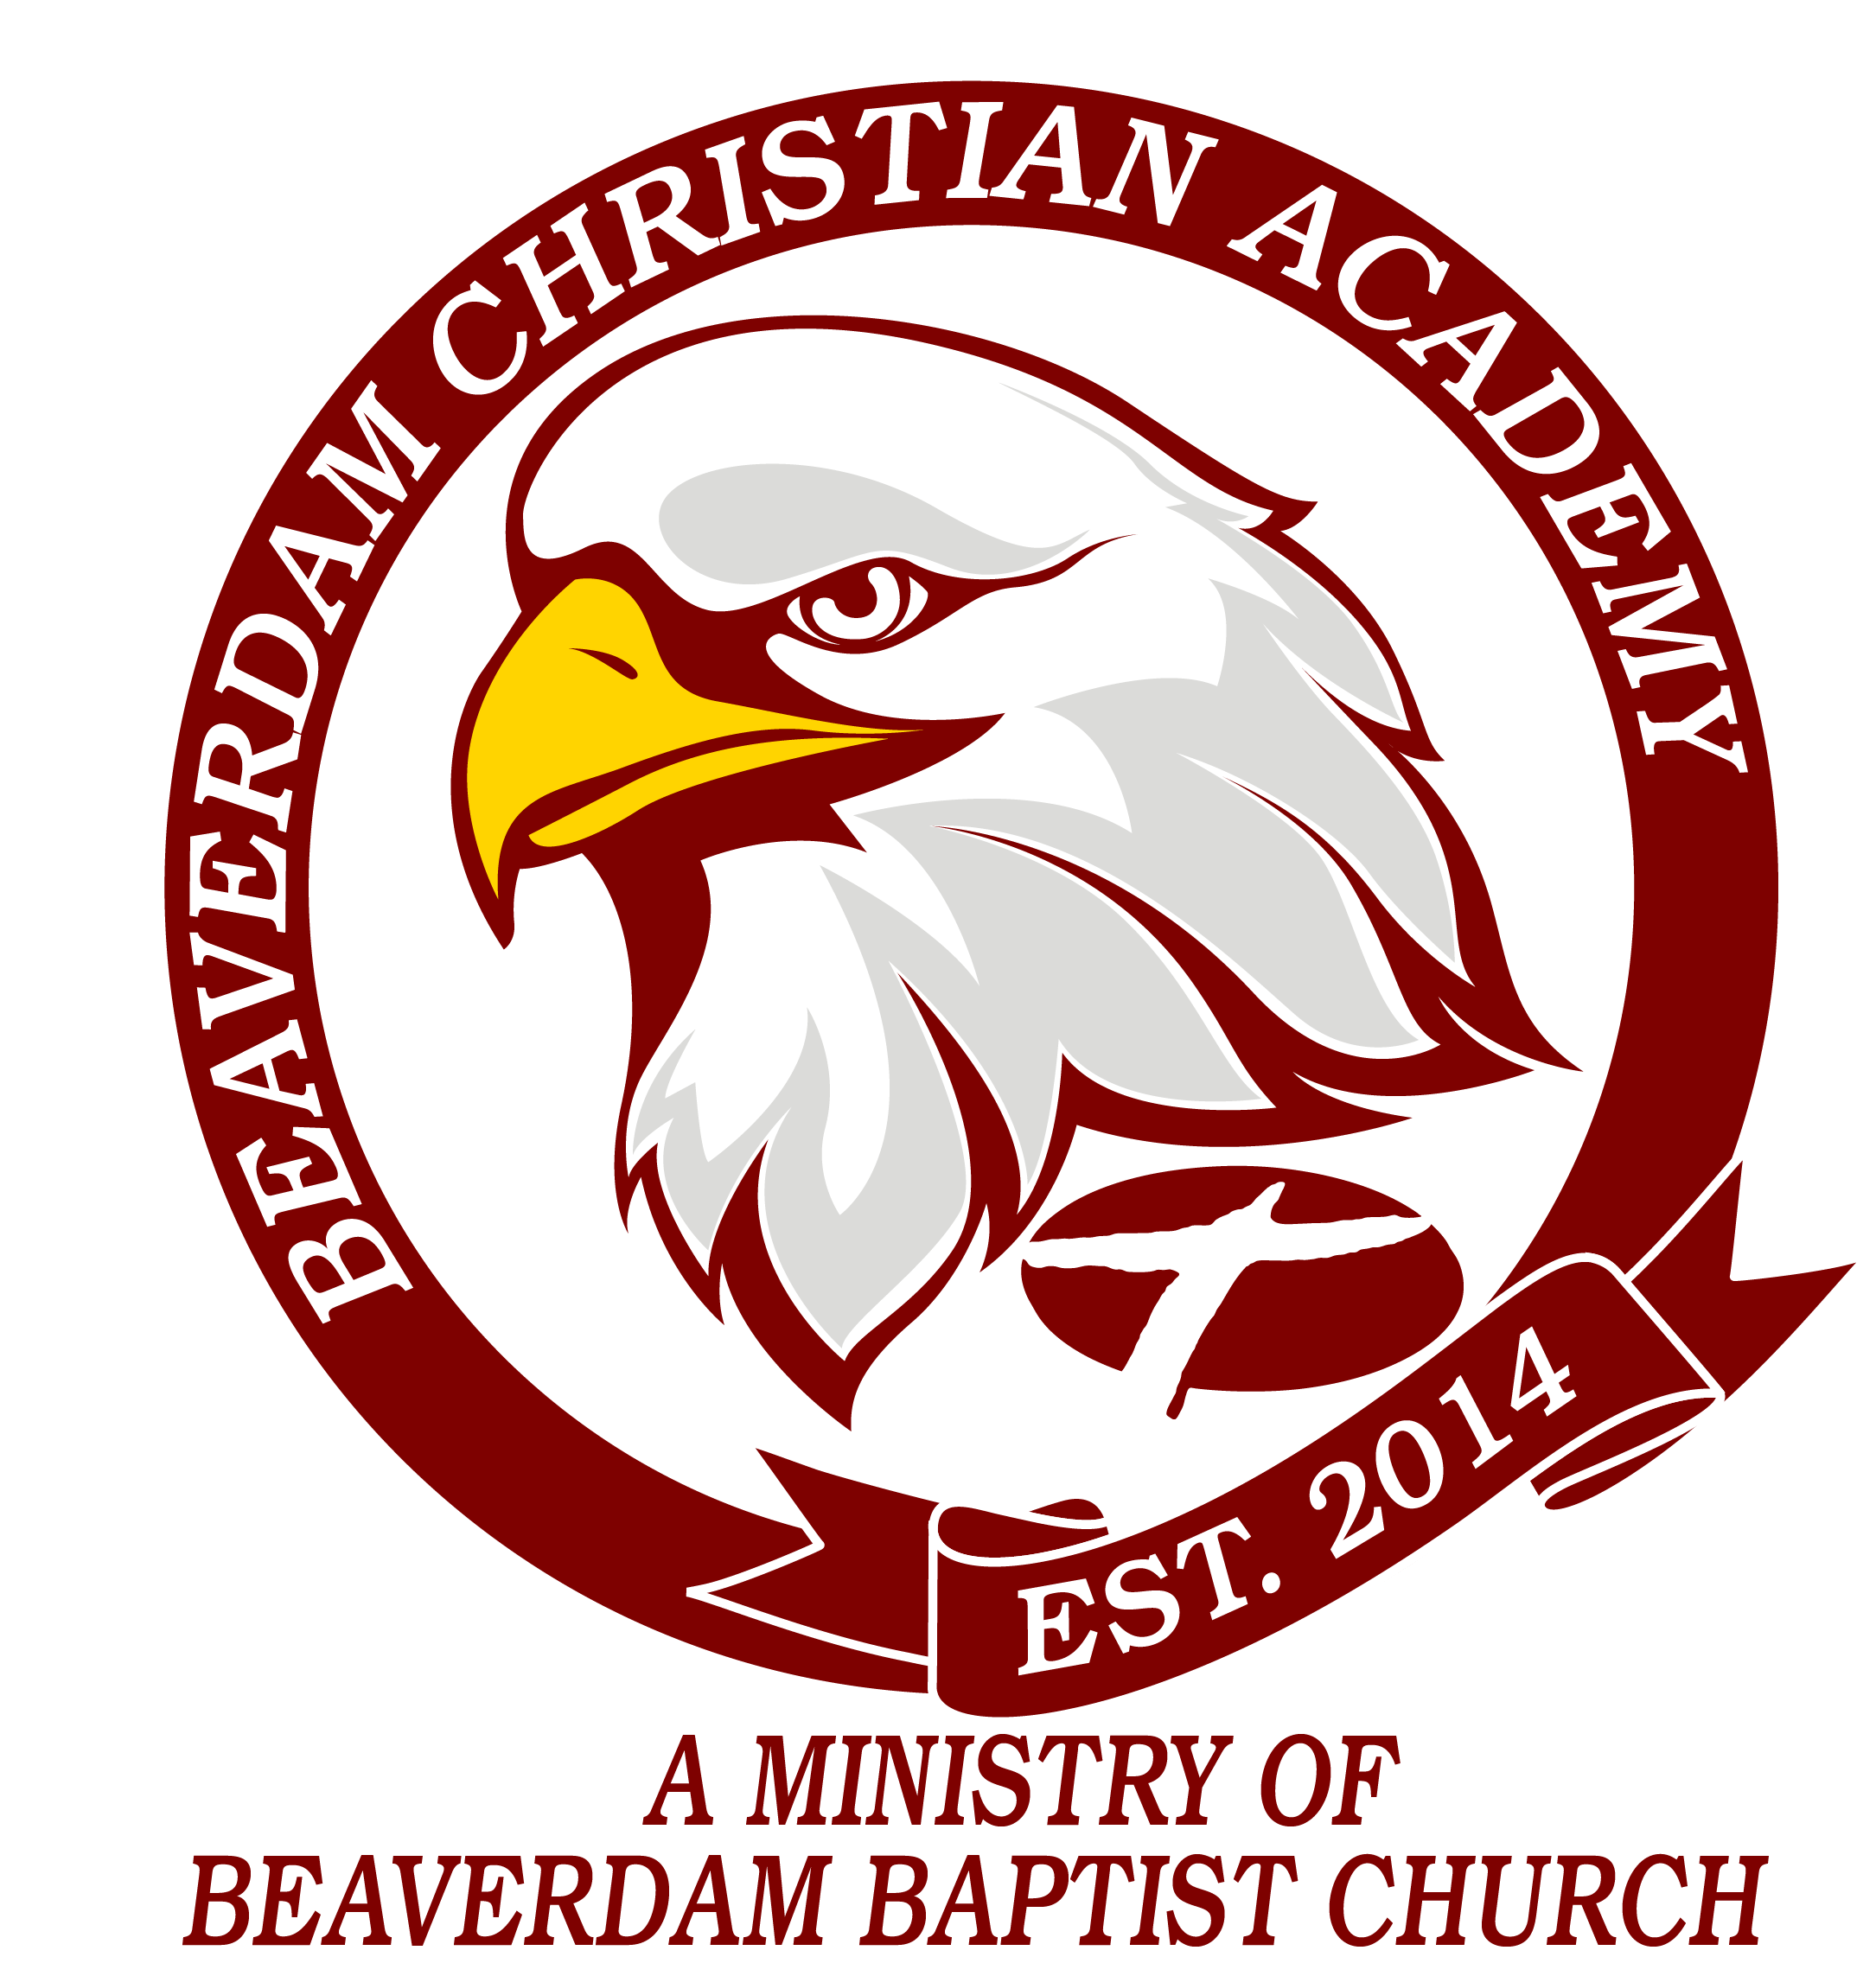 BEAVERDAM CHRISTIAN ACADEMY
EST. 2014
A MINISTRY OF
BEAVERDAM BAPTIST CHURCH